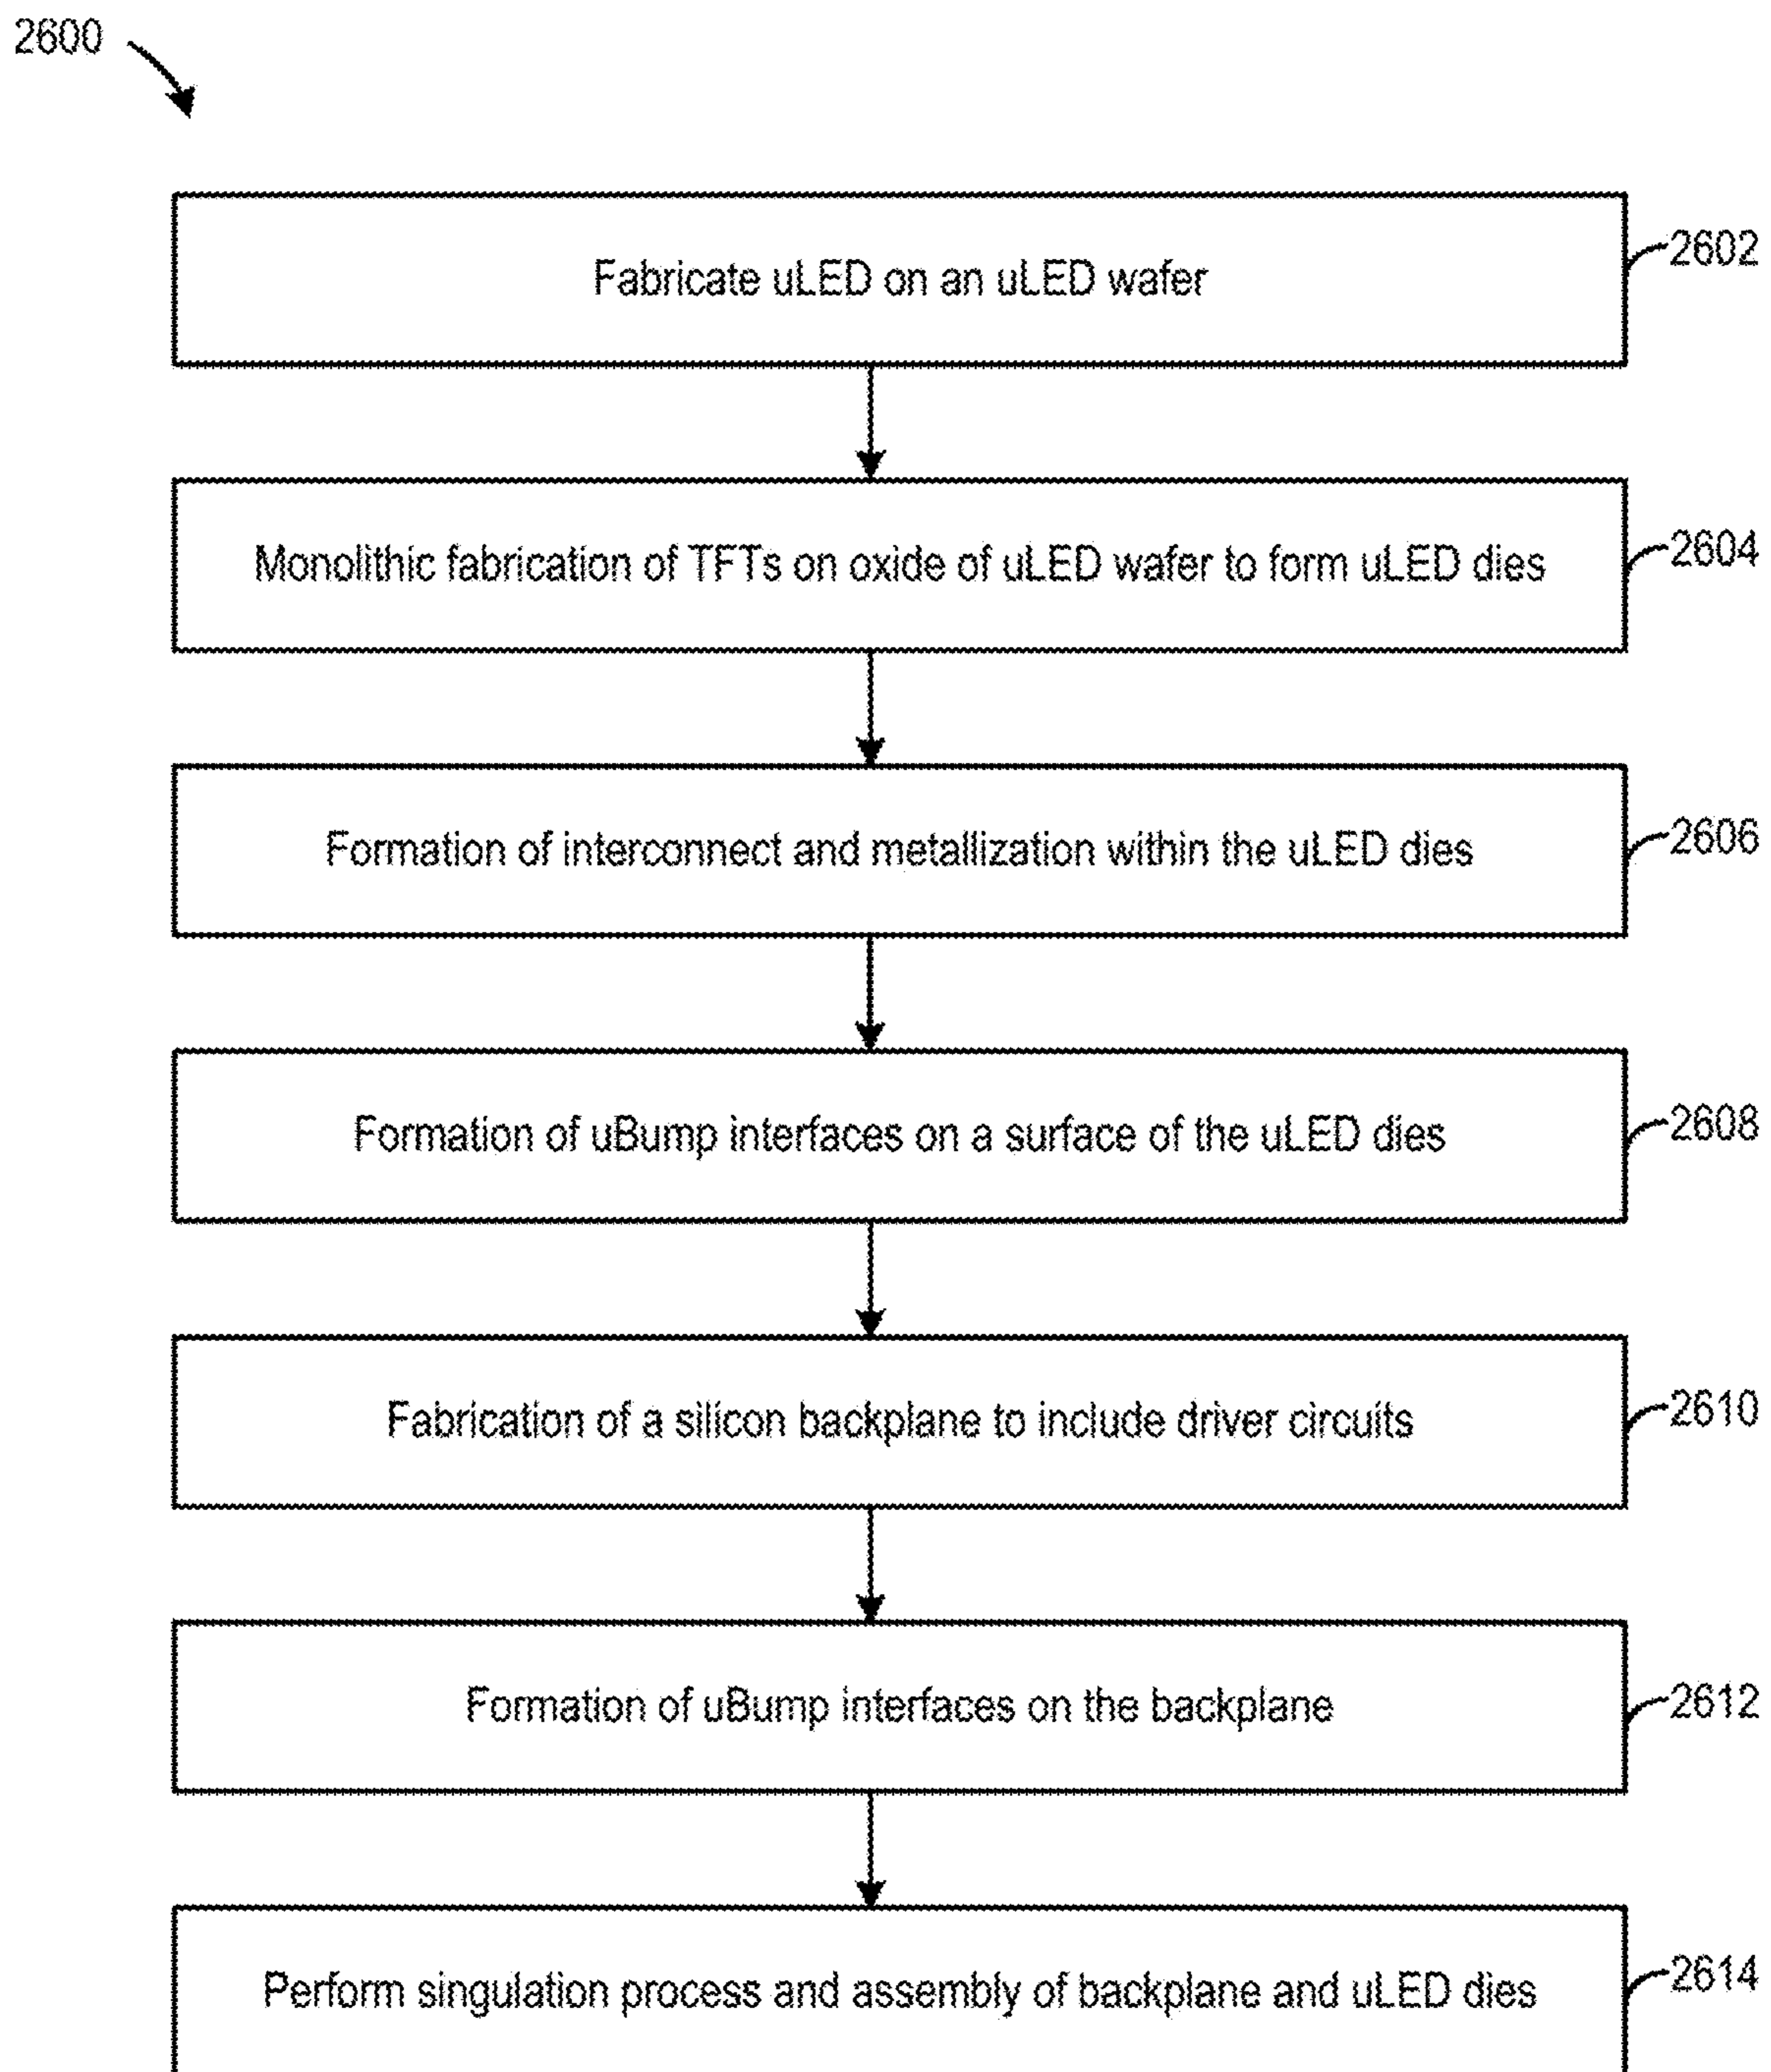 2600
Fabricate uLED on an uLED wafer
2602
Monolithic fabrication of TFTs on oxide of uLED wafer to form uLED dies
2604
Formation of interconnect and metallization within the uLED dies
2606
Formation of uBump interfaces on a surface of the uLED dies
2608
Fabrication of a silicon backplane to include driver circuits
2610
Formation of uBump interfaces on the backplane
2612
Perform singulation process and assembly of backplane and uLED dies
2614